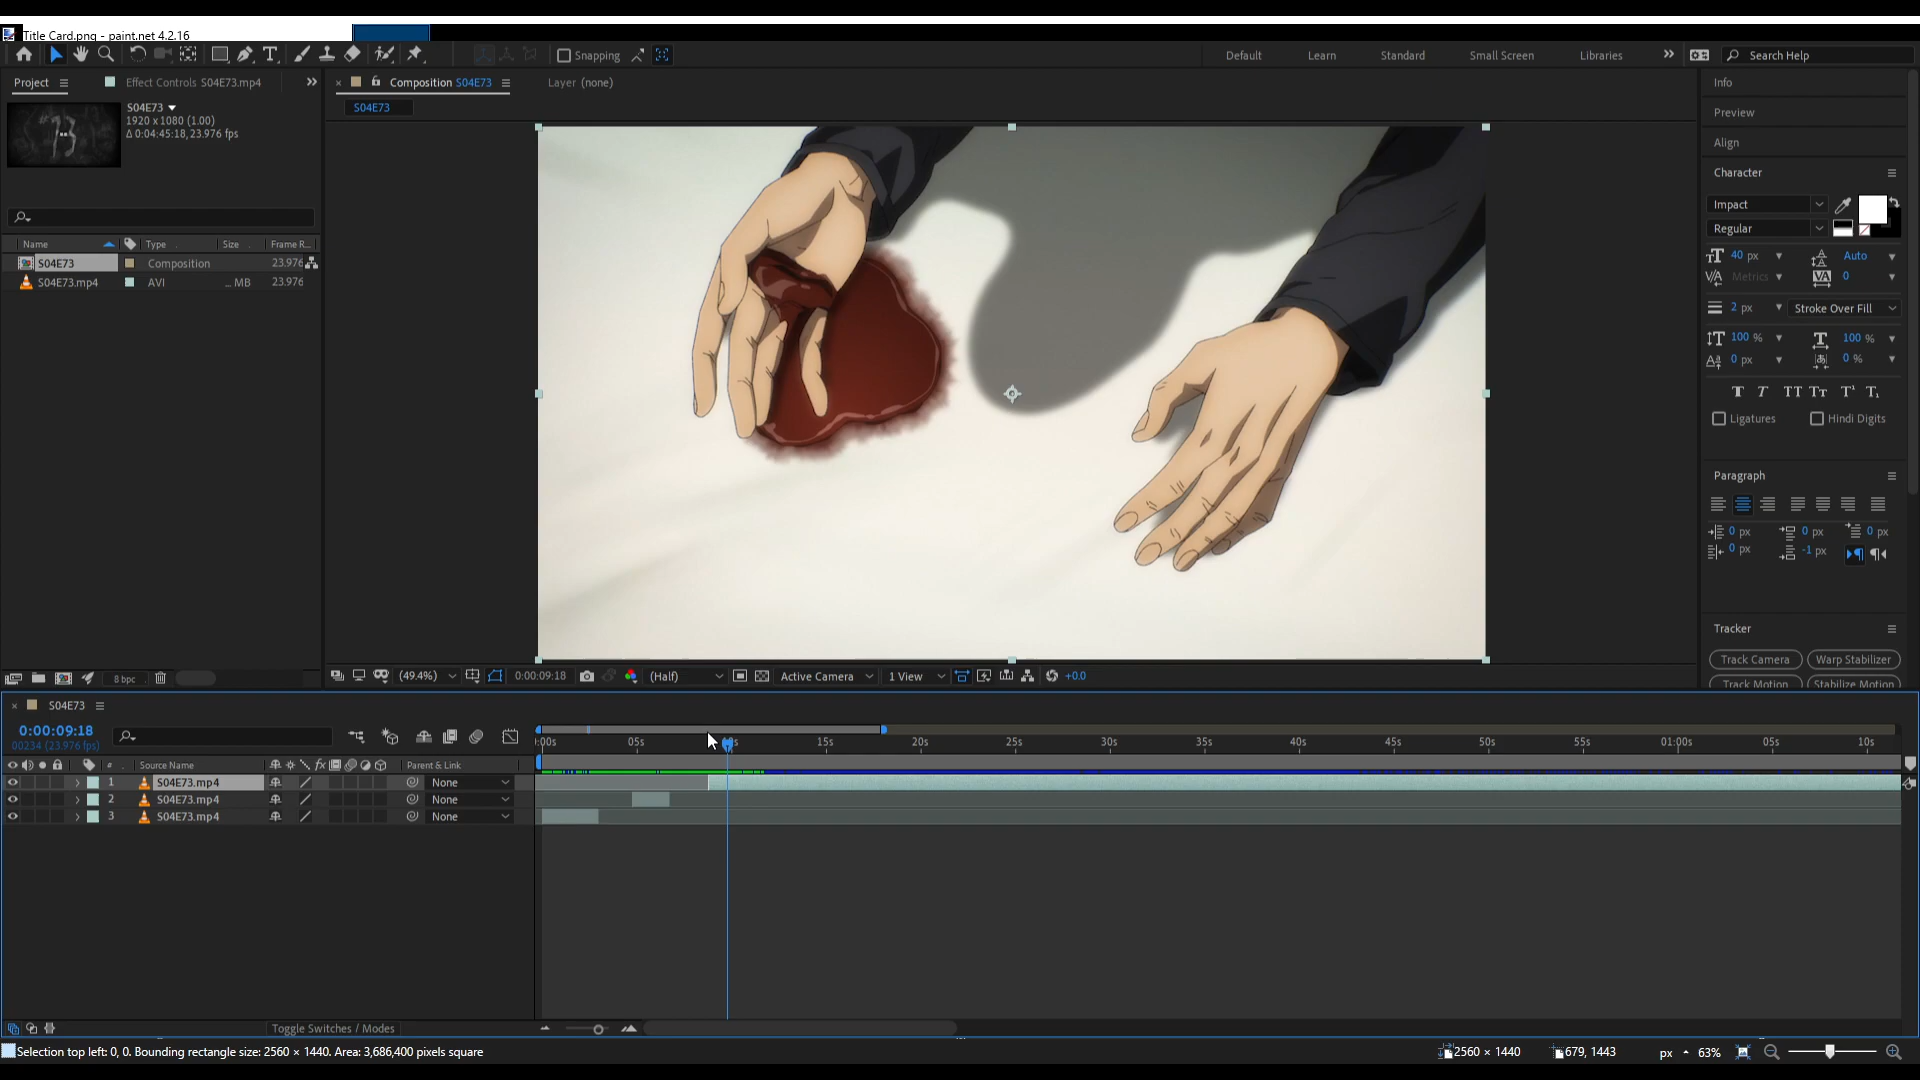 Title Card.png - paint.net 4.2.16
Snapping
Default
Learn
Standard
Small Screen
Libraries
Search Help
Project
Effect Controls S04E73.mp4
Composition S04E73
Layer (none)
S04E73
S04E73
1920 x 1080 (1.00)
Δ 0:04:45:18, 23.976 fps
Name
Type
Size
Frame R...
S04E73
Composition
23.976
S04E73.mp4
AVI
... MB
23.976
8 bpc
(49.4%)
0:00:09:18
(Half)
Active Camera
1 View
+0.0
Info
Preview
Align
Character
Impact
Regular
40 px
Auto
Metrics
0
2 px
Stroke Over Fill
100 %
100 %
0 px
0 %
Ligatures
Hindi Digits
Paragraph
0 px
0 px
0 px
0 px
-1 px
Tracker
Track Camera
Warp Stabilizer
Track Motion
Stabilize Motion
S04E73
0:00:09:18
00234 (23.976 fps)
:00s
05s
15s
20s
25s
30s
35s
40s
45s
50s
55s
01:00s
05s
10s
#
Source Name
fx
Parent & Link
1
S04E73.mp4
None
2
S04E73.mp4
None
3
S04E73.mp4
None
Toggle Switches / Modes
Selection top left: 0, 0. Bounding rectangle size: 2560 × 1440. Area: 3,686,400 pixels square
2560 × 1440
679, 1443
px
63%